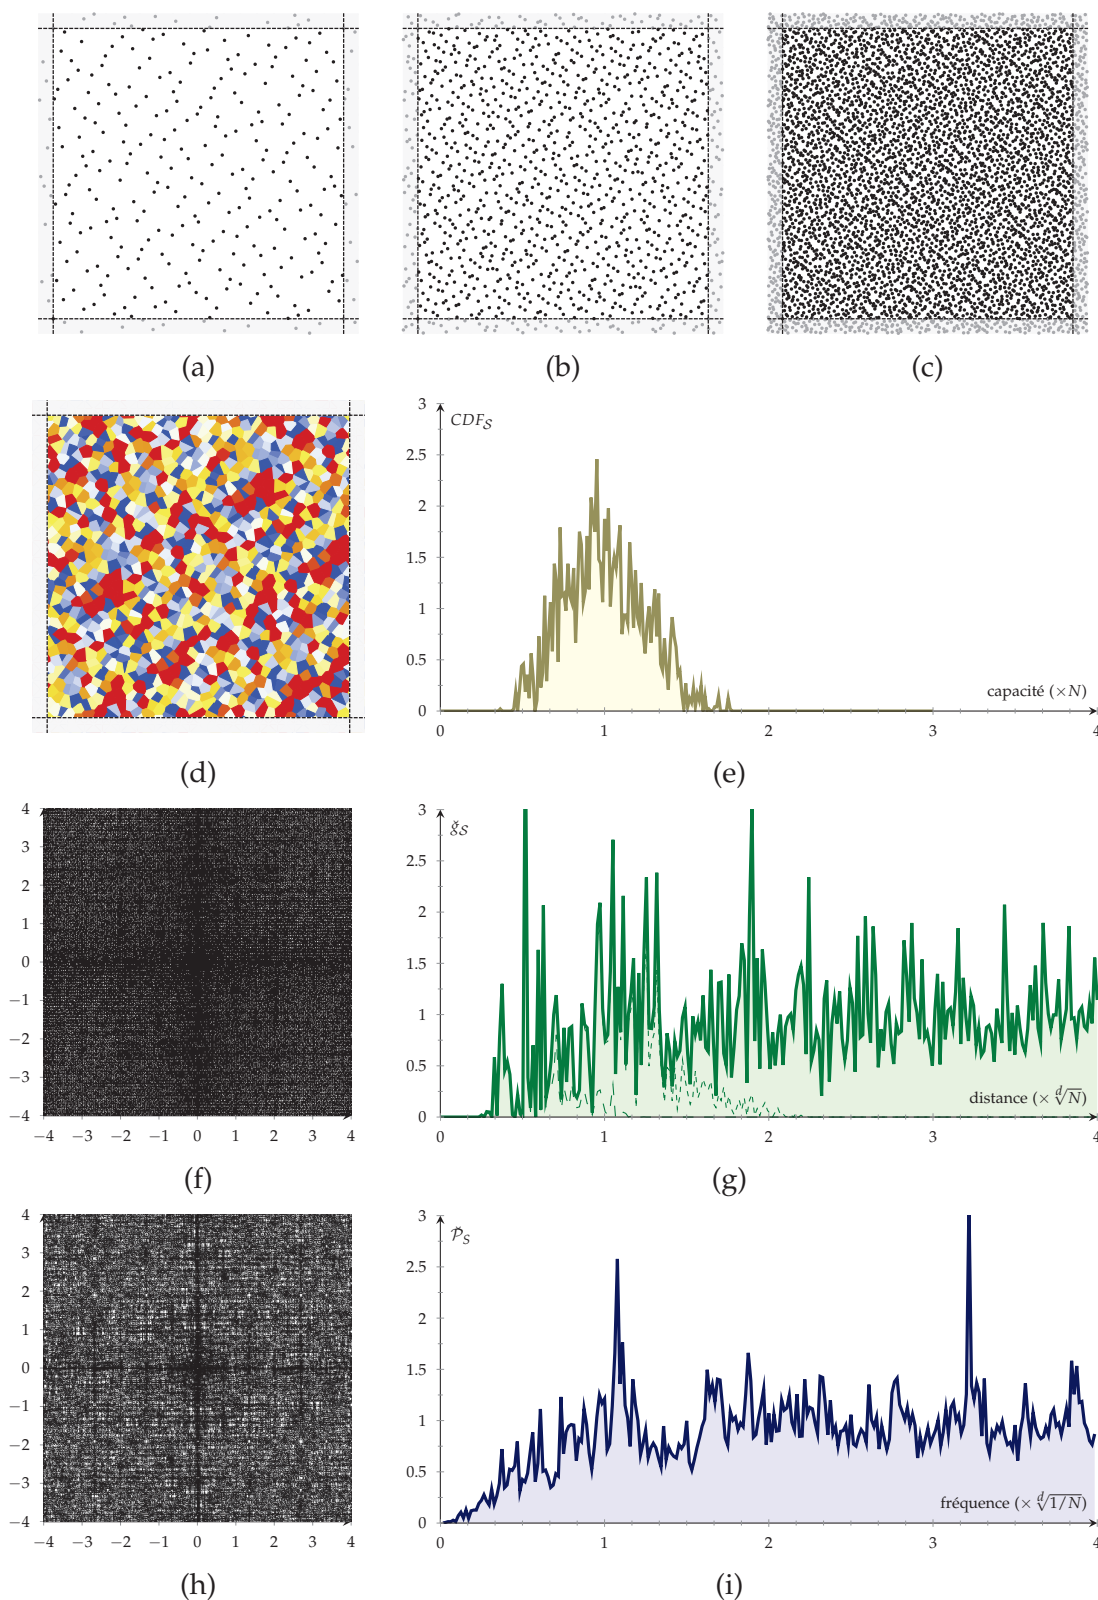 (a) (b) (c)
3
CDF_S
2.5
2
1.5
1
0.5
capacité (×N)
0
0 1 2 3 4
(d) (e)
4
3
2
1
0
−1
−2
−3
−4
−4 −3 −2 −1 0 1 2 3 4
3
ğ_S
2.5
2
1.5
1
0.5
distance (× ᵈ√N)
0
0 1 2 3 4
(f) (g)
4
3
2
1
0
−1
−2
−3
−4
−4 −3 −2 −1 0 1 2 3 4
3
P̌_S
2.5
2
1.5
1
0.5
fréquence (× ᵈ√1/N)
0
0 1 2 3 4
(h) (i)